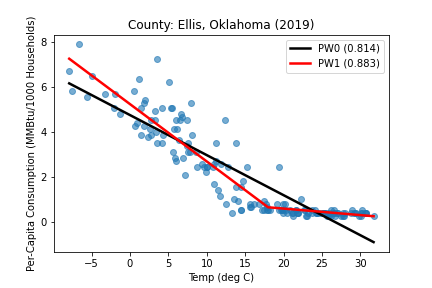 County: Ellis, Oklahoma (2019)
PW0 (0.814)
PW1 (0.883)
Per-Capita Consumption (MMBtu/1000 Households)
8
6
4
2
0
−5 0 5 10 15 20 25 30
Temp (deg C)